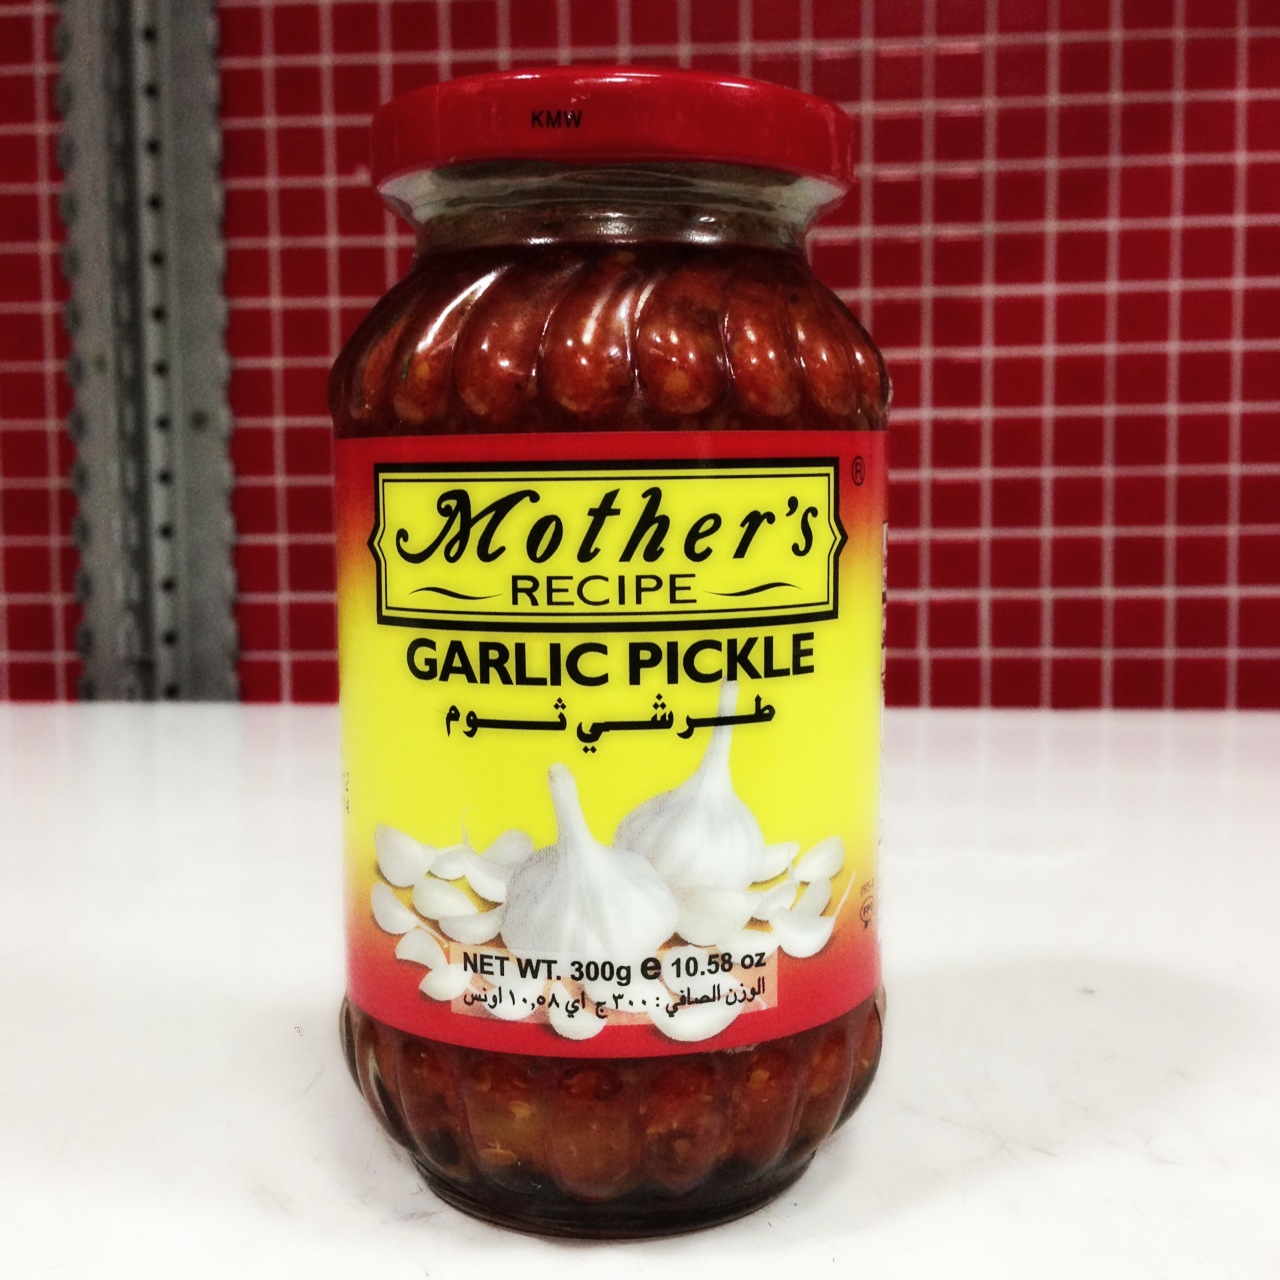 KMW
Mother's
®
RECIPE
GARLIC PICKLE
طرشي ثوم
NET WT. 300g e 10.58 oz
الوزن الصافي : ٣٠٠ ج اي ١٠,٥٨ اونس